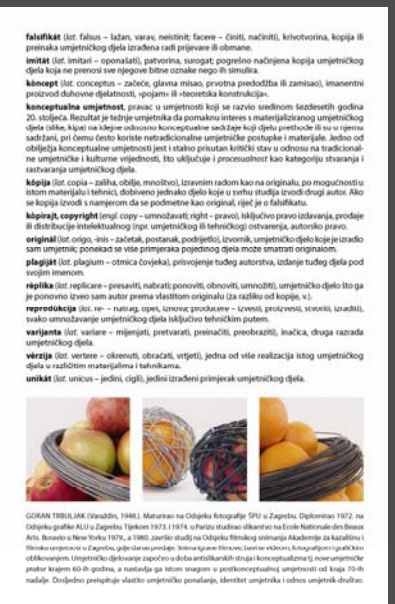 falsifikát (lat. falsus – lažan, varav, neistinit; facere – činiti, načiniti), krivotvorina, kopija ili
preinaka umjetničkog djela izrađena radi prijevare ili obmane.
imitát (lat. imitari – oponašati), patvorina, surogat; pogrešno načinjena kopija umjetničkog
djela koja ne prenosi sve njegove bitne oznake nego ih simulira.
kòncept (lat. conceptus – začeće, glavna misao, prvotna predodžba ili zamisao), imanentni
proizvod duhovne djelatnosti, »pojam« ili »teoretska konstrukcija«.
konceptualna umjetnost, pravac u umjetnosti koji se razvio sredinom šezdesetih godina
20. stoljeća. Rezultat je težnje umjetnika da pomaknu interes s materijaliziranog umjetničkog
djela (slike, kipa) na idejne odnosno konceptualne sadržaje koji djelu prethode ili su u njemu
sadržani, pri čemu često koriste netradicionalne umjetničke postupke i materijale. Jedno od
obilježja konceptualne umjetnosti jest i stalno prisutan kritički stav u odnosu na tradicional-
ne umjetničke i kulturne vrijednosti, što uključuje i procesualnost kao kategoriju stvaranja i
rastvaranja umjetničkog djela.
kòpija (lat. copia – zaliha, obilje, mnoštvo), izravnim radom kao na originalu, po mogućnosti u
istom materijalu i tehnici, dobiveno jednako djelo koje u svrhu studija izvodi drugi autor. Ako
se kopija izvodi s namjerom da se podmetne kao original, riječ je o falsifikatu.
kòpirajt, copyright (engl. copy – umnožavati; right – pravo), isključivo pravo izdavanja, prodaje
ili distribucije intelektualnog (npr. umjetničkog ili tehničkog) ostvarenja, autorsko pravo.
originál (lat. origo, -inis – začetak, postanak, podrijetlo), izvornik, umjetničko djelo koje je izradio
sam umjetnik; ponekad se više primjeraka pojedinog djela može smatrati originalom.
plagiját (lat. plagium – otmica čovjeka), prisvojenje tuđeg autorstva, izdanje tuđeg djela pod
svojim imenom.
rèplika (lat. replicare – presaviti, nabrati; ponoviti, obnoviti, umnožiti), umjetničko djelo što ga
je ponovno izveo sam autor prema vlastitom originalu (za razliku od kopije, v.).
reprodùkcija (lat. re- – natrag, opet, iznova; producere – izvesti, proizvesti, stvoriti, izraditi),
svako umnožavanje umjetničkog djela isključivo tehničkim putem.
varijanta (lat. variare – mijenjati, pretvarati, preinačiti, preobraziti), inačica, druga razrada
umjetničkog djela.
vèrzija (lat. vertere – okrenuti, obraćati, vrtjeti), jedna od više realizacija istog umjetničkog
djela u različitim materijalima i tehnikama.
unikát (lat. unicus – jedini, cigli), jedini izrađeni primjerak umjetničkog djela.
GORAN TRBULJAK (Varaždin, 1948.). Maturirao na Odsjeku fotografije ŠPU u Zagrebu. Diplomirao 1972. na
Odsjeku grafike ALU u Zagrebu. Tijekom 1973. i 1974. u Parizu studirao slikarstvo na Ecole Nationale des Beaux
Arts. Boravio u New Yorku 1979., a 1980. završio studij na Odsjeku filmskog snimanja Akademije za kazališnu i
filmsku umjetnost u Zagrebu, gdje danas predaje. Snima igrane filmove, bavi se videom, fotografijom i grafičkim
oblikovanjem. Umjetničko djelovanje započeo u doba antislikarskih struja i konceptualizma tj. nove umjetničke
prakse krajem 60-ih godina, a nastavlja ga istom snagom u postkonceptualnoj umjetnosti od kraja 70-ih
nadalje. Dosljedno preispituje vlastito umjetničko ponašanje, identitet umjetnika i odnos umjetnik-društvo.